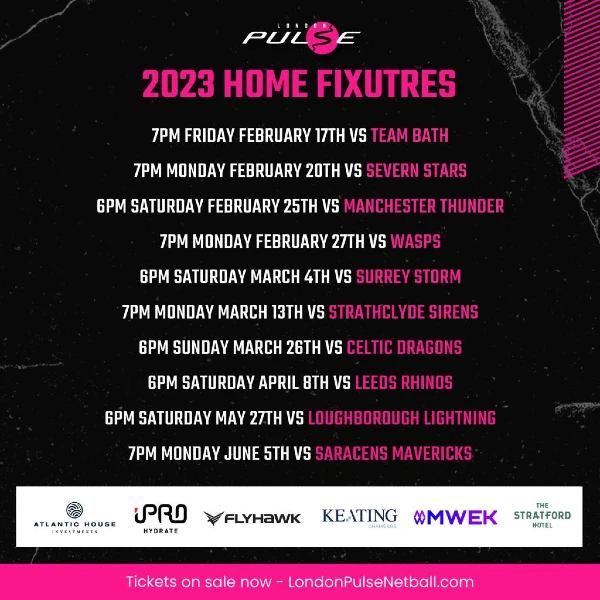 LONDON
PULSE
2023 HOME FIXUTRES
7PM FRIDAY FEBRUARY 17TH VS TEAM BATH
7PM MONDAY FEBRUARY 20TH VS SEVERN STARS
6PM SATURDAY FEBRUARY 25TH VS MANCHESTER THUNDER
7PM MONDAY FEBRUARY 27TH VS WASPS
6PM SATURDAY MARCH 4TH VS SURREY STORM
7PM MONDAY MARCH 13TH VS STRATHCLYDE SIRENS
6PM SUNDAY MARCH 26TH VS CELTIC DRAGONS
6PM SATURDAY APRIL 8TH VS LEEDS RHINOS
6PM SATURDAY MAY 27TH VS LOUGHBOROUGH LIGHTNING
7PM MONDAY JUNE 5TH VS SARACENS MAVERICKS
ATLANTIC HOUSE
INVESTMENTS
iPRO
HYDRATE
FLYHAWK
KEATING
CHAMBERS
MWEK
THE
STRATFORD
HOTEL
Tickets on sale now - LondonPulseNetball.com